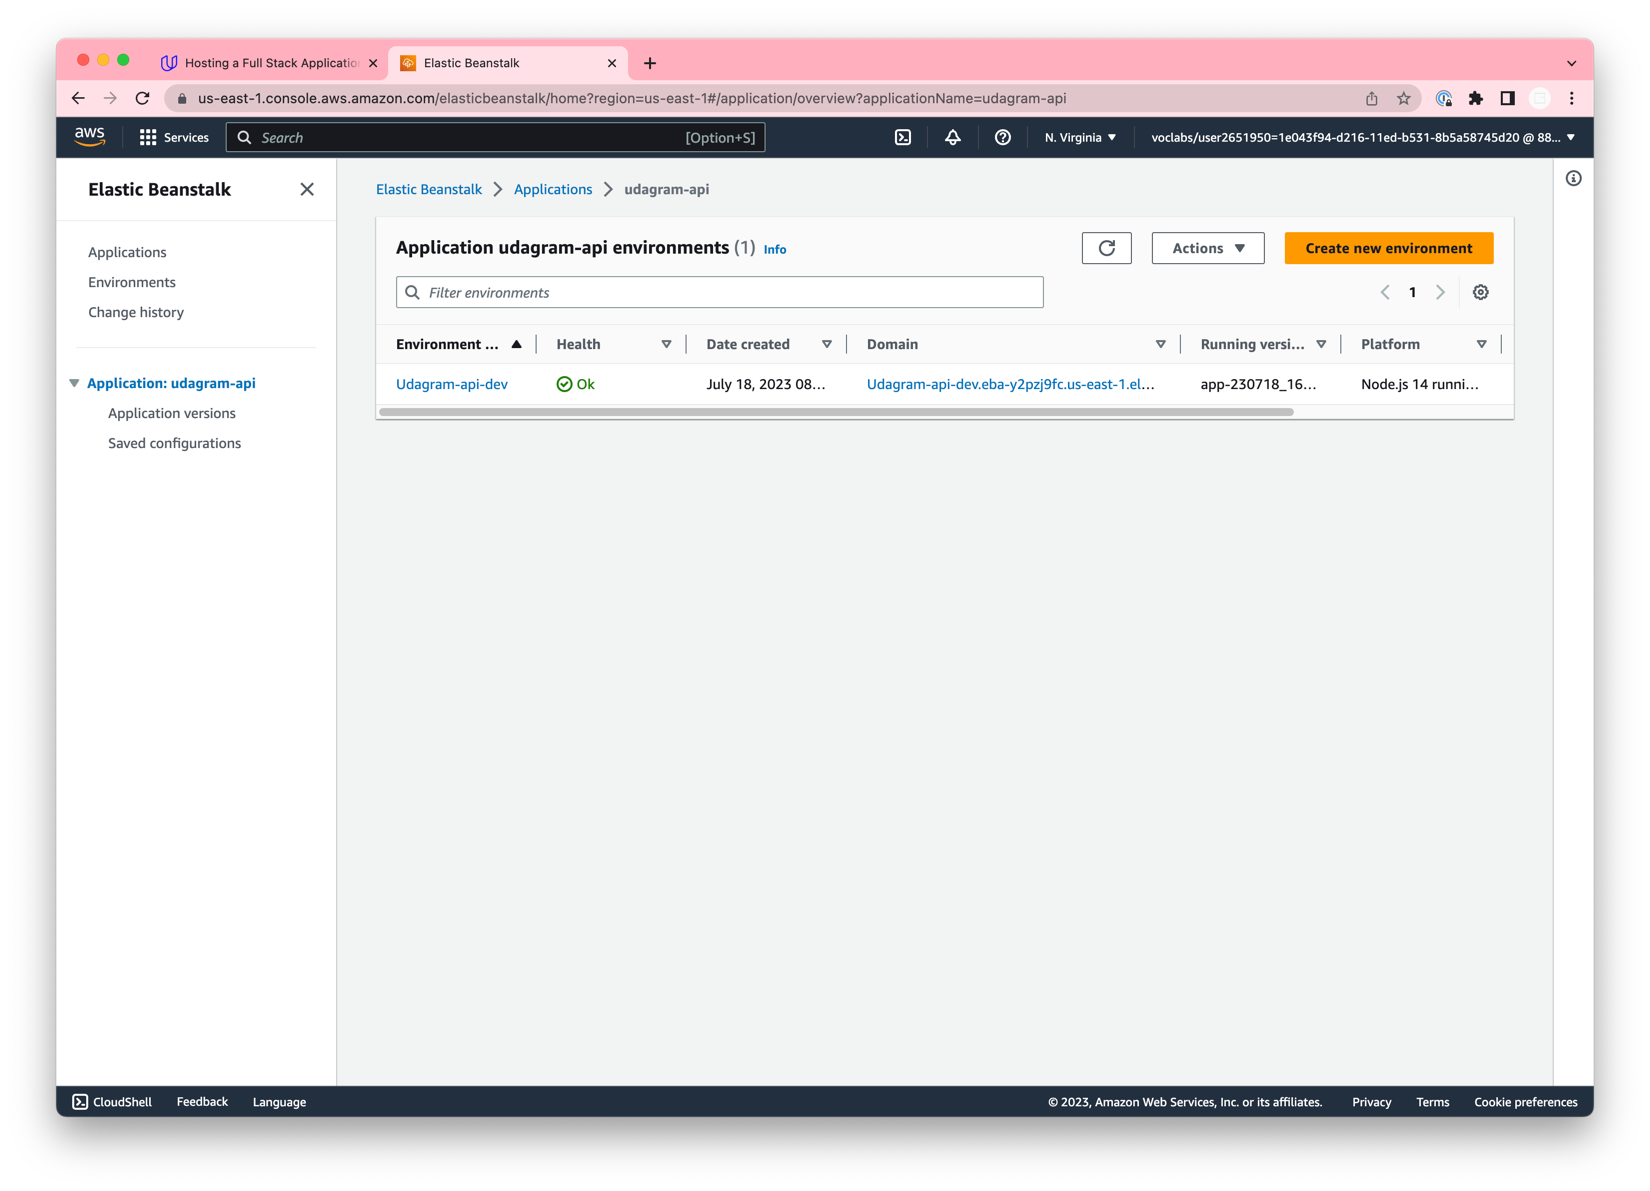 Hosting a Full Stack Applicatio
Elastic Beanstalk
us-east-1.console.aws.amazon.com/elasticbeanstalk/home?region=us-east-1#/application/overview?applicationName=udagram-api
aws
Services
Search
[Option+S]
N. Virginia
voclabs/user2651950=1e043f94-d216-11ed-b531-8b5a58745d20 @ 88...
Elastic Beanstalk
Applications
Environments
Change history
Application: udagram-api
Application versions
Saved configurations
Elastic Beanstalk > Applications > udagram-api
Application udagram-api environments (1) Info
Actions
Create new environment
Filter environments
1
Environment ... Health Date created Domain Running versi... Platform
Udagram-api-dev Ok July 18, 2023 08... Udagram-api-dev.eba-y2pzj9fc.us-east-1.el... app-230718_16... Node.js 14 runni...
CloudShell Feedback Language © 2023, Amazon Web Services, Inc. or its affiliates. Privacy Terms Cookie preferences